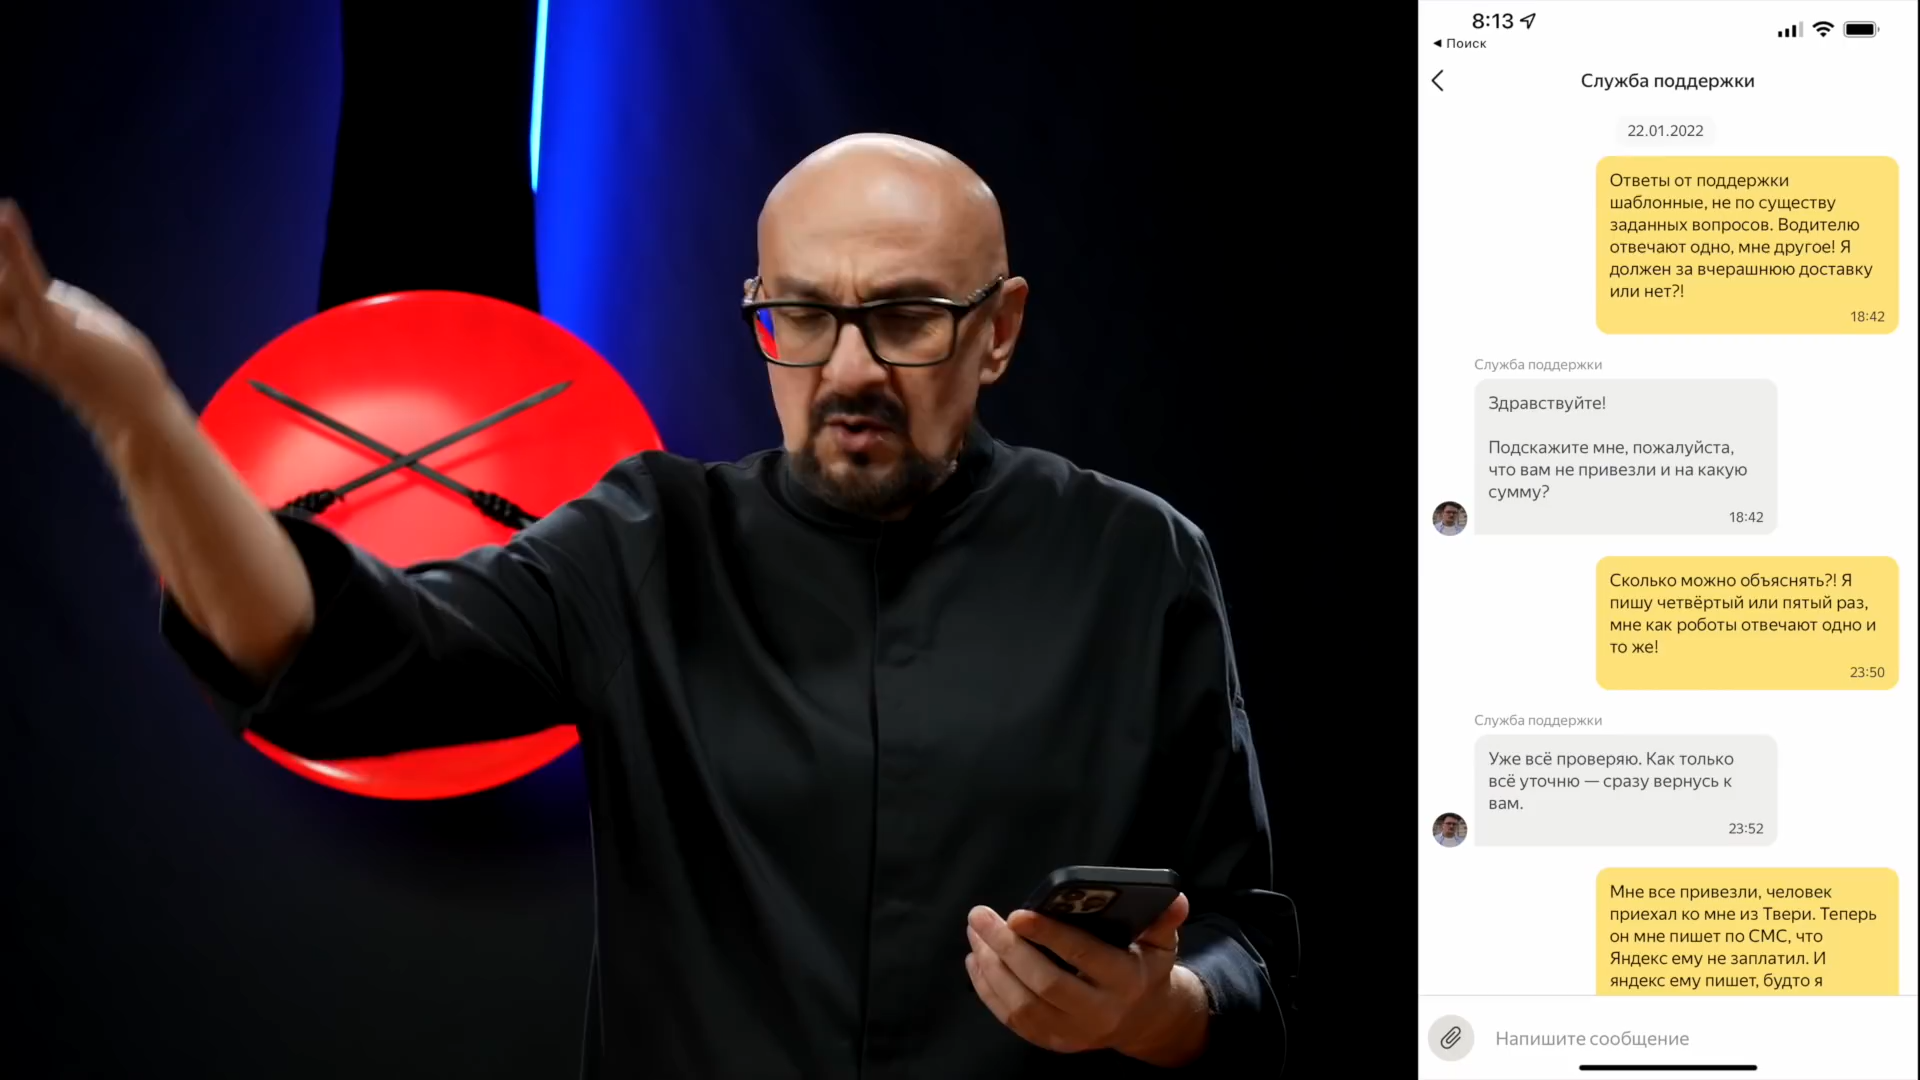 8:13
Поиск
Служба поддержки
22.01.2022
Ответы от поддержки
шаблонные, не по существу
заданных вопросов. Водителю
отвечают одно, мне другое! Я
должен за вчерашнюю доставку
или нет?!
18:42
Служба поддержки
Здравствуйте!
Подскажите мне, пожалуйста,
что вам не привезли и на какую
сумму?
18:42
Сколько можно объяснять?! Я
пишу четвёртый или пятый раз,
мне как роботы отвечают одно и
то же!
23:50
Служба поддержки
Уже всё проверяю. Как только
всё уточню — сразу вернусь к
вам.
23:52
Мне все привезли, человек
приехал ко мне из Твери. Теперь
он мне пишет по СМС, что
Яндекс ему не заплатил. И
яндекс ему пишет, будто я
Напишите сообщение